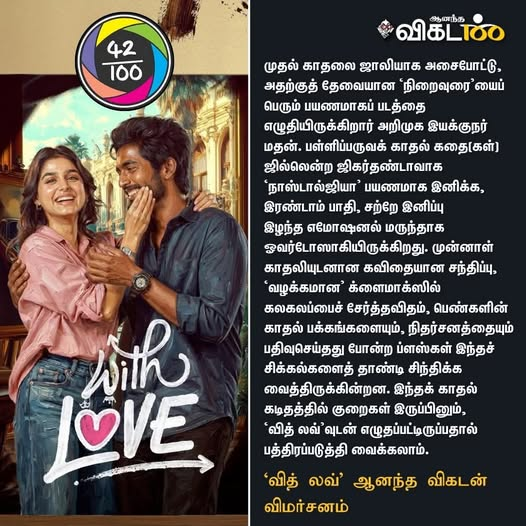 42
100
with
LOVE
ஆனந்த
விகடன்
முதல் காதலை ஜாலியாக அசைபோட்டு,
அதற்குத் தேவையான ‘நிறைவுரை’யைப்
பெரும் பயணமாகப் படத்தை
எழுதியிருக்கிறார் அறிமுக இயக்குநர்
மதன். பள்ளிப்பருவக் காதல் கதை(கள்)
ஜில்லென்ற ஜிகர்தண்டாவாக
‘நாஸ்டால்ஜியா’ பயணமாக இனிக்க,
இரண்டாம் பாதி, சற்றே இனிப்பு
இழந்த எமோஷனல் மருந்தாக
ஓவர்டோஸாகியிருக்கிறது. முன்னாள்
காதலியுடனான கவிதையான சந்திப்பு,
‘வழக்கமான’ க்ளைமாக்ஸில்
கலகலப்பைச் சேர்த்தவிதம், பெண்களின்
காதல் பக்கங்களையும், நிதர்சனத்தையும்
பதிவுசெய்தது போன்ற ப்ளஸ்கள் இந்தச்
சிக்கல்களைத் தாண்டி சிந்திக்க
வைத்திருக்கின்றன. இந்தக் காதல்
கடிதத்தில் குறைகள் இருப்பினும்,
‘வித் லவ்’வுடன் எழுதப்பட்டிருப்பதால்
பத்திரப்படுத்தி வைக்கலாம்.
‘வித் லவ்’ ஆனந்த விகடன்
விமர்சனம்